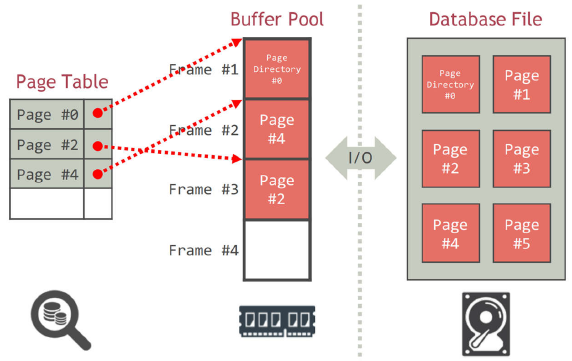 Buffer Pool
Database File
Page Table
Frame #1
Page
Directory
#0
Page
Directory
#0
Page
#1
Page #0
Page #2
Page #4
Frame #2
Page
#4
I/O
Page
#2
Page
#3
Frame #3
Page
#2
Frame #4
Page
#4
Page
#5